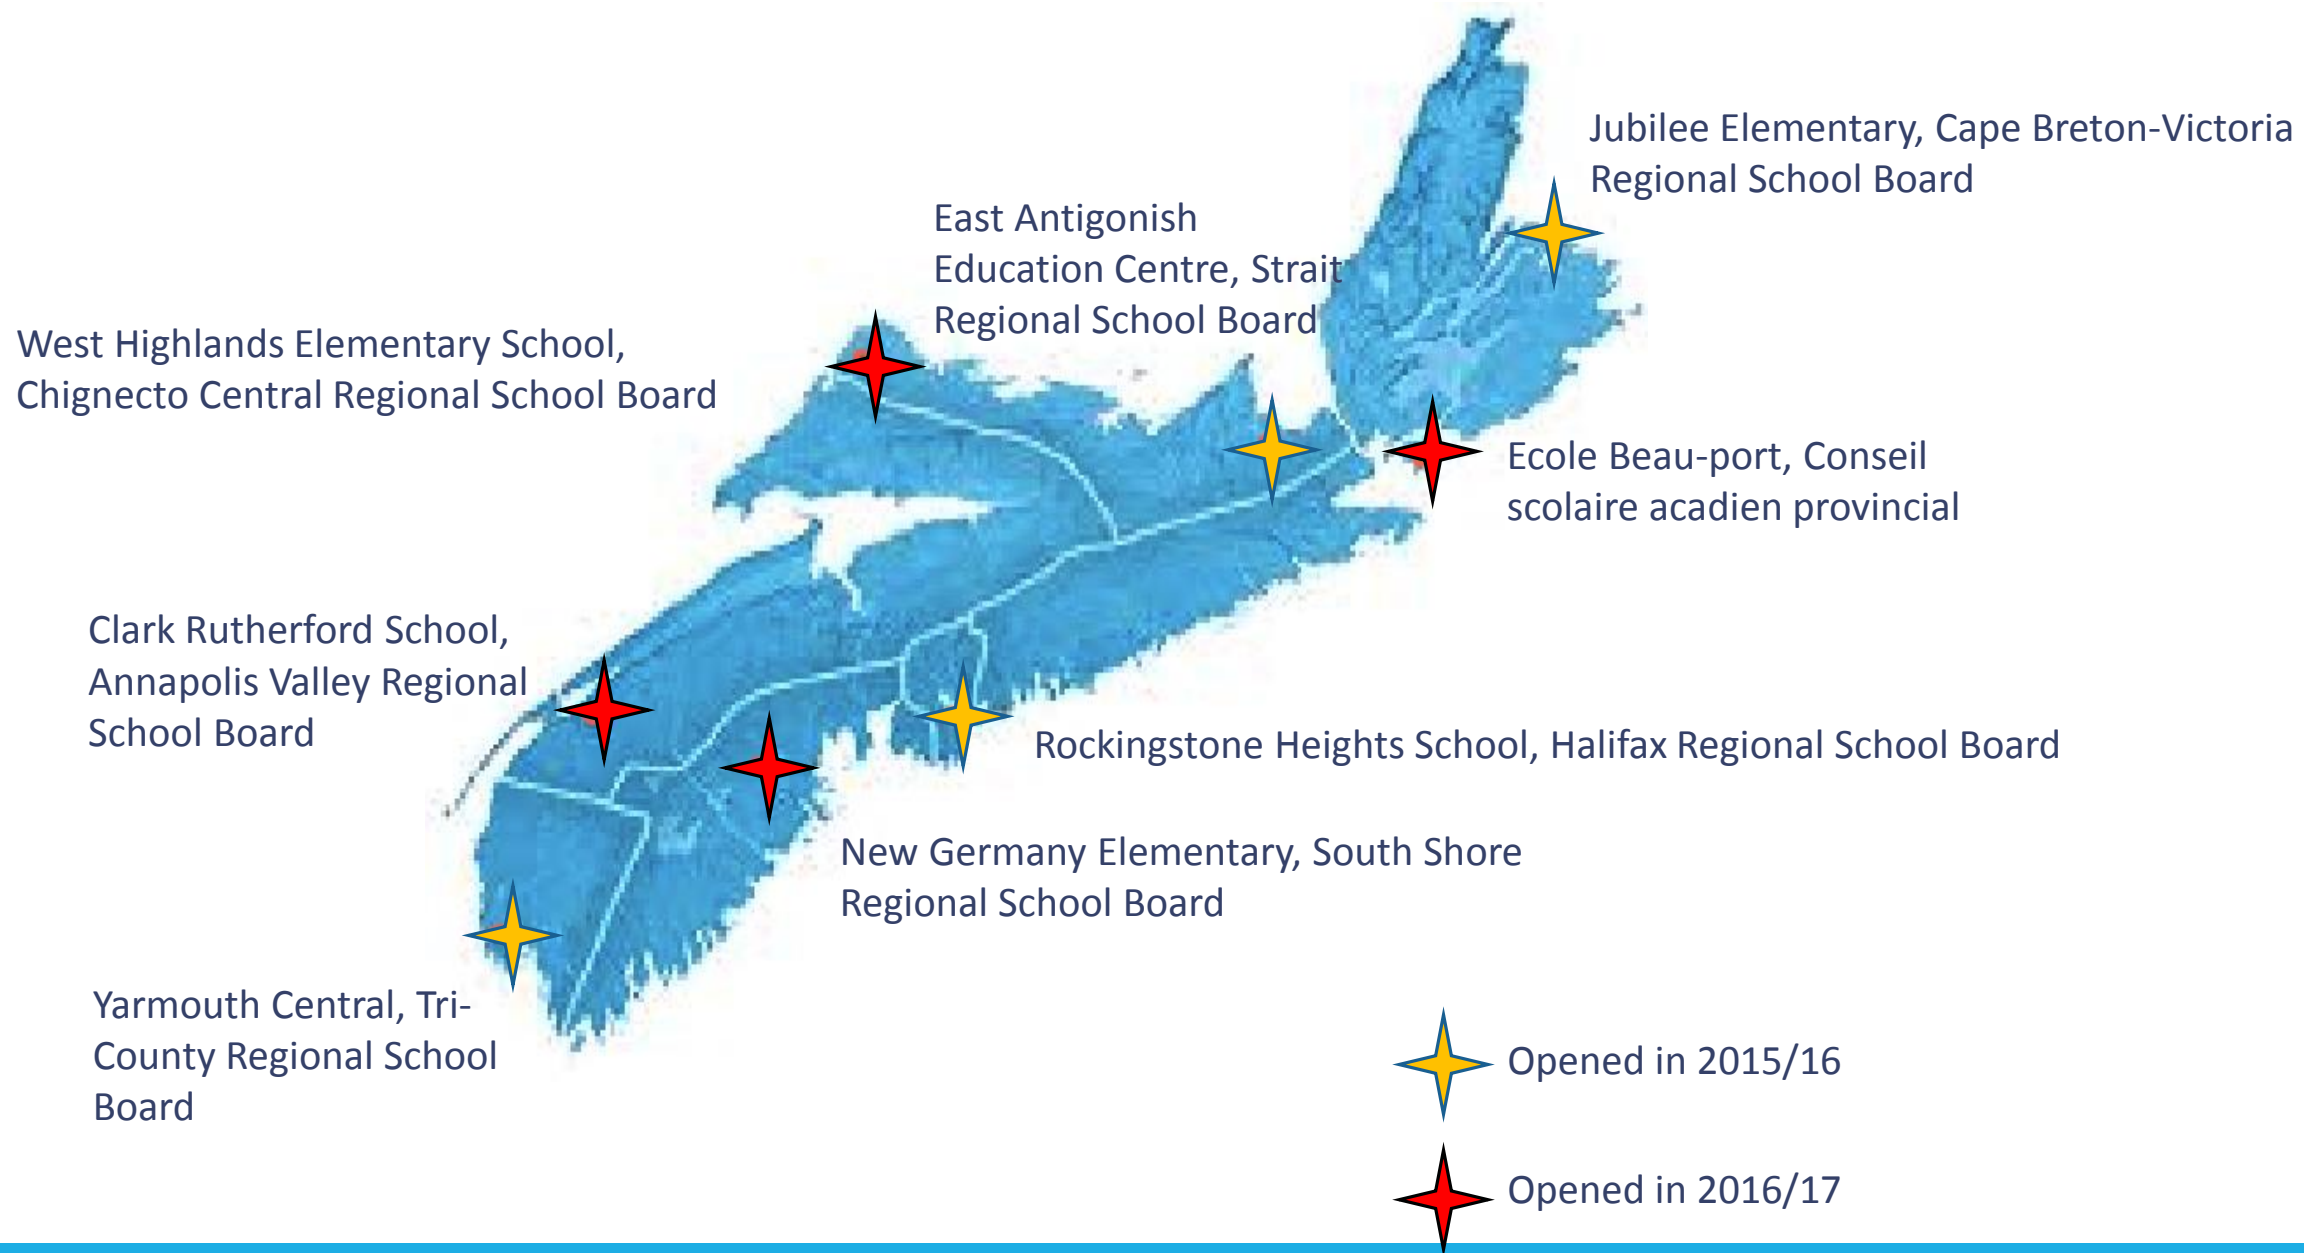 Jubilee Elementary, Cape Breton-Victoria
Regional School Board
East Antigonish
Education Centre, Strait
Regional School Board
West Highlands Elementary School,
Chignecto Central Regional School Board
Ecole Beau-port, Conseil
scolaire acadien provincial
Clark Rutherford School,
Annapolis Valley Regional
School Board
Rockingstone Heights School, Halifax Regional School Board
New Germany Elementary, South Shore
Regional School Board
Yarmouth Central, Tri-
County Regional School
Board
Opened in 2015/16
Opened in 2016/17